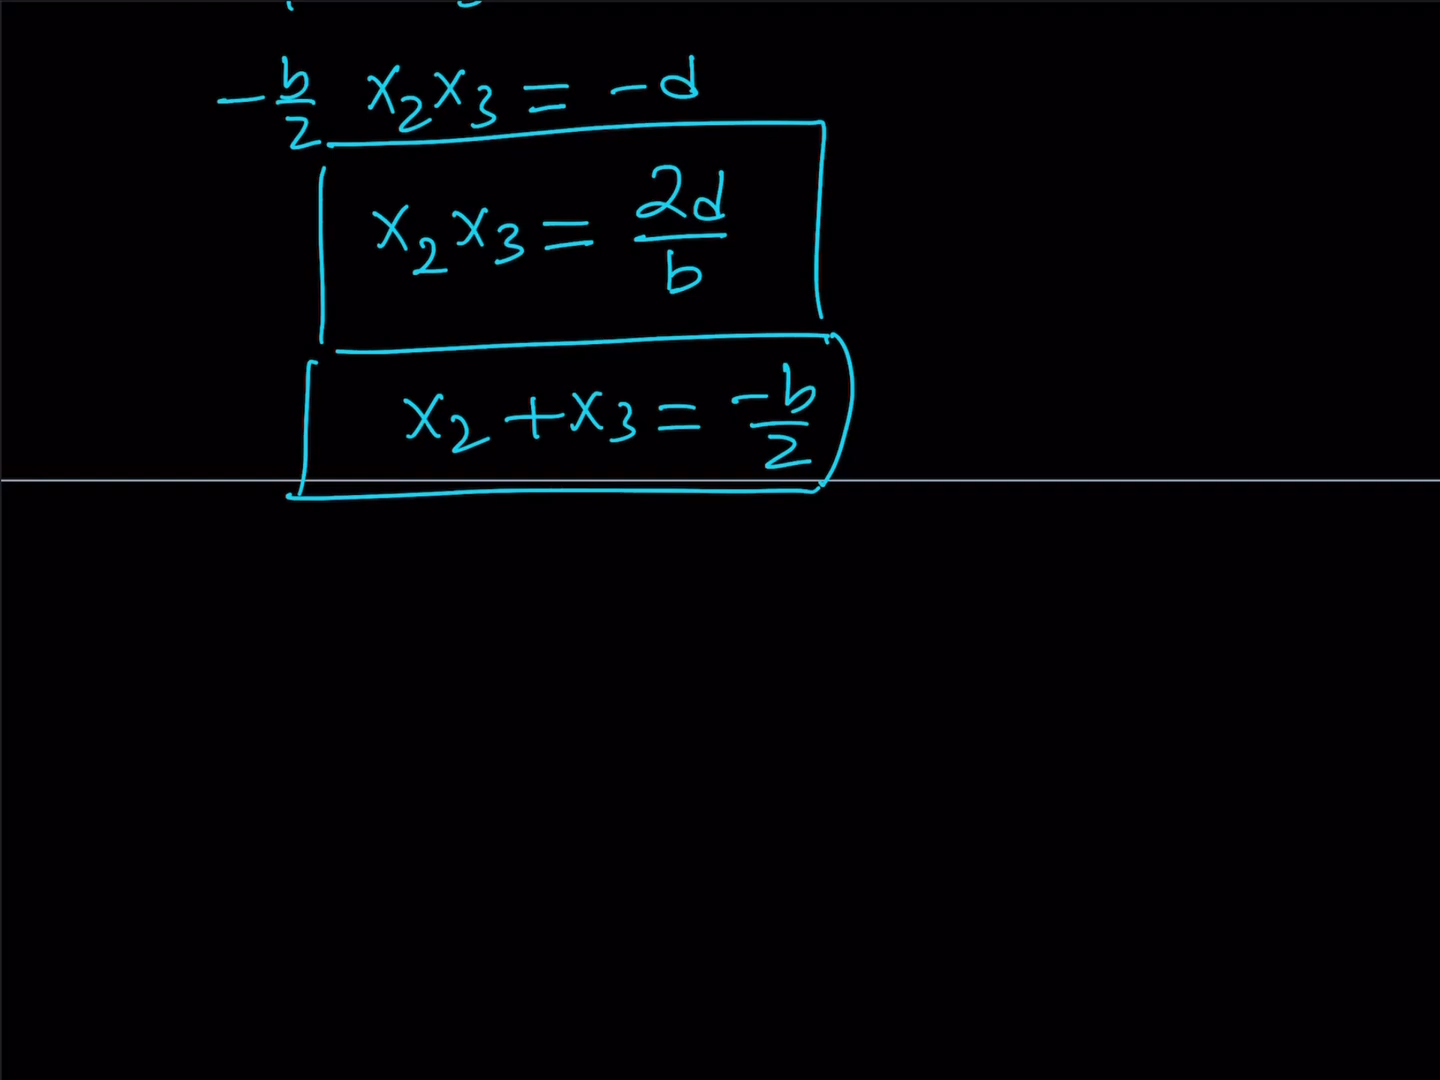 -b/2 x₂x₃ = -d
x₂x₃ = 2d/b
x₂+x₃ = -b/2